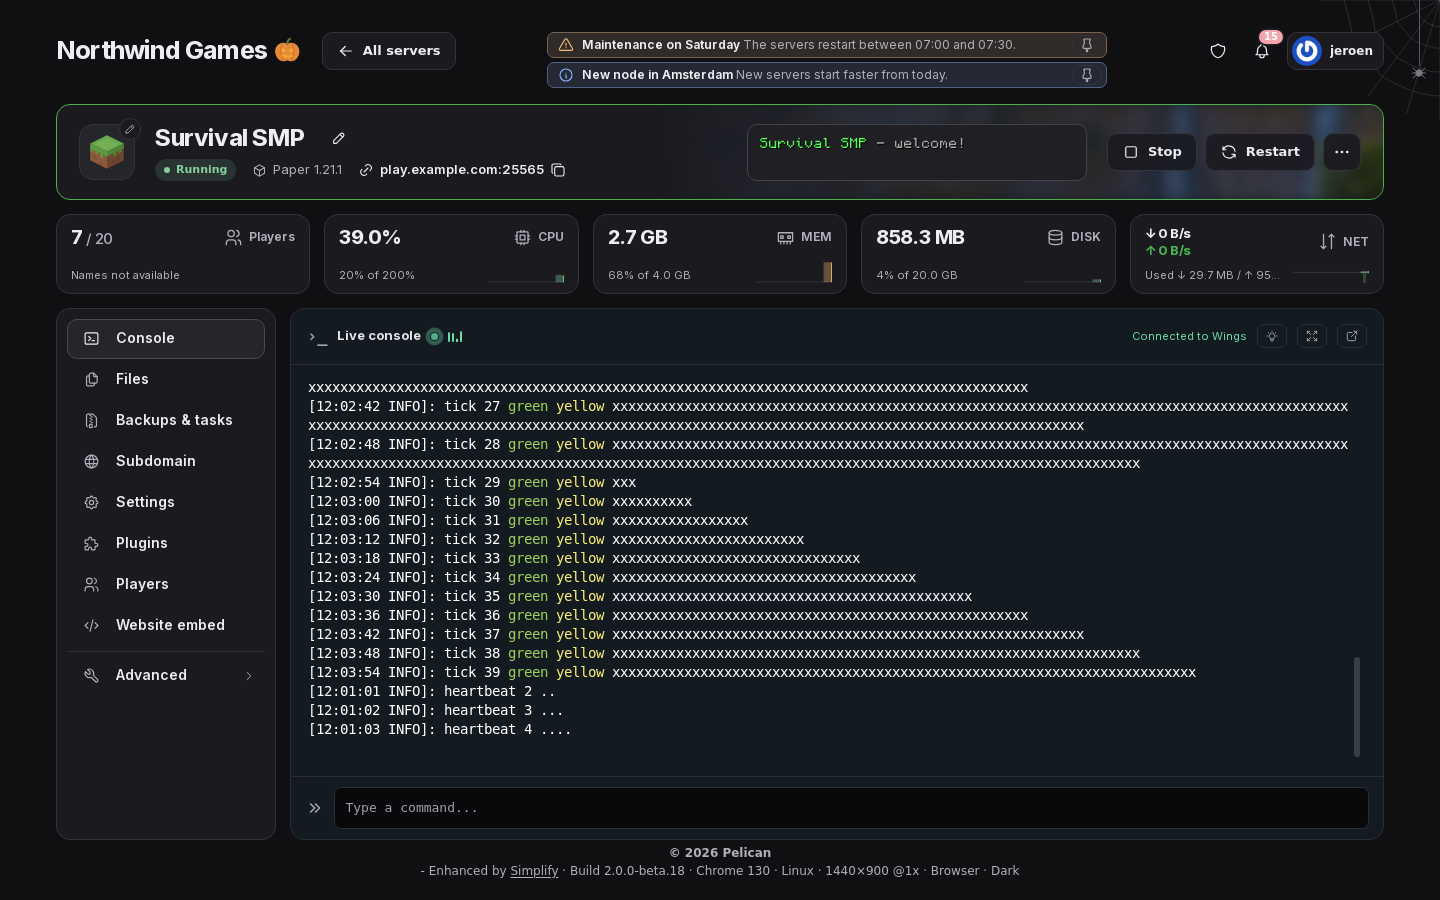 Northwind Games
All servers
Maintenance on Saturday The servers restart between 07:00 and 07:30.
New node in Amsterdam New servers start faster from today.
15
jeroen
Survival SMP
Running
Paper 1.21.1
play.example.com:25565
Survival SMP - welcome!
Stop
Restart
7 / 20
Players
Names not available
39.0%
CPU
20% of 200%
2.7 GB
MEM
68% of 4.0 GB
858.3 MB
DISK
4% of 20.0 GB
↓ 0 B/s
↑ 0 B/s
NET
Used ↓ 29.7 MB / ↑ 95...
Console
Files
Backups & tasks
Subdomain
Settings
Plugins
Players
Website embed
Advanced
Live console
Connected to Wings
xxxxxxxxxxxxxxxxxxxxxxxxxxxxxxxxxxxxxxxxxxxxxxxxxxxxxxxxxxxxxxxxxxxxxxxxxxxxxxxxxxxxxxxxxx
[12:02:42 INFO]: tick 27 green yellow xxxxxxxxxxxxxxxxxxxxxxxxxxxxxxxxxxxxxxxxxxxxxxxxxxxxxxxxxxxxxxxxxxxxxxxxxxxxxxxxxxxxxxxxxxxx
xxxxxxxxxxxxxxxxxxxxxxxxxxxxxxxxxxxxxxxxxxxxxxxxxxxxxxxxxxxxxxxxxxxxxxxxxxxxxxxxxxxxxxxxxxxxxxxxx
[12:02:48 INFO]: tick 28 green yellow xxxxxxxxxxxxxxxxxxxxxxxxxxxxxxxxxxxxxxxxxxxxxxxxxxxxxxxxxxxxxxxxxxxxxxxxxxxxxxxxxxxxxxxxxxxx
xxxxxxxxxxxxxxxxxxxxxxxxxxxxxxxxxxxxxxxxxxxxxxxxxxxxxxxxxxxxxxxxxxxxxxxxxxxxxxxxxxxxxxxxxxxxxxxxxxxxxxxx
[12:02:54 INFO]: tick 29 green yellow xxx
[12:03:00 INFO]: tick 30 green yellow xxxxxxxxxx
[12:03:06 INFO]: tick 31 green yellow xxxxxxxxxxxxxxxxx
[12:03:12 INFO]: tick 32 green yellow xxxxxxxxxxxxxxxxxxxxxxxx
[12:03:18 INFO]: tick 33 green yellow xxxxxxxxxxxxxxxxxxxxxxxxxxxxxxx
[12:03:24 INFO]: tick 34 green yellow xxxxxxxxxxxxxxxxxxxxxxxxxxxxxxxxxxxxxx
[12:03:30 INFO]: tick 35 green yellow xxxxxxxxxxxxxxxxxxxxxxxxxxxxxxxxxxxxxxxxxxxxx
[12:03:36 INFO]: tick 36 green yellow xxxxxxxxxxxxxxxxxxxxxxxxxxxxxxxxxxxxxxxxxxxxxxxxxxxx
[12:03:42 INFO]: tick 37 green yellow xxxxxxxxxxxxxxxxxxxxxxxxxxxxxxxxxxxxxxxxxxxxxxxxxxxxxxxxxxx
[12:03:48 INFO]: tick 38 green yellow xxxxxxxxxxxxxxxxxxxxxxxxxxxxxxxxxxxxxxxxxxxxxxxxxxxxxxxxxxxxxxxxxx
[12:03:54 INFO]: tick 39 green yellow xxxxxxxxxxxxxxxxxxxxxxxxxxxxxxxxxxxxxxxxxxxxxxxxxxxxxxxxxxxxxxxxxxxxxxxxx
[12:01:01 INFO]: heartbeat 2 ..
[12:01:02 INFO]: heartbeat 3 ...
[12:01:03 INFO]: heartbeat 4 ....
Type a command...
© 2026 Pelican
- Enhanced by Simplify · Build 2.0.0-beta.18 · Chrome 130 · Linux · 1440×900 @1x · Browser · Dark